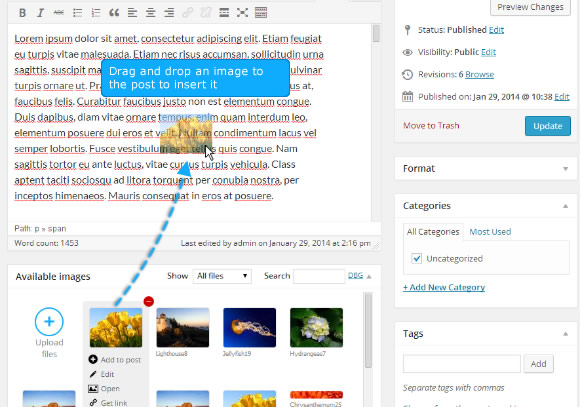 B I ABC
Preview Changes
Lorem ipsum dolor sit amet, consectetur adipiscing elit. Etiam feugiat
eu turpis vitae malesuada. Etiam nec risus accumsan, sollicitudin urna
sagittis, suscipit ma pulvinar
turpis ornare ut. Pra at,
faucibus felis. Curabitur faucibus justo non est elementum congue.
Duis dapibus, diam vitae ornare tempus, enim quam interdum leo,
elementum posuere dui eros et velit. Nullam condimentum lacus vel
semper lobortis. Fusce vestibulum eget tellus quis congue. Nam
sagittis tortor eu ante luctus, vitae cursus turpis vehicula. Class
aptent taciti sociosqu ad litora torquent per conubia nostra, per
inceptos himenaeos. Mauris consequat in eros at posuere.
Drag and drop an image to
the post to insert it
Path: p » span
Word count: 1453
Last edited by admin on January 29, 2014 at 2:16 pm
Available images
Show
All files
Search
DBG
Upload
files
Add to post
Edit
Open
Get link
Lighthouse8
Jellyfish19
Hydrangeas7
Chrysanthemum25
Status: Published Edit
Visibility: Public Edit
Revisions: 6 Browse
Published on: Jan 29, 2014 @ 10:38 Edit
Move to Trash
Update
Format
Categories
All Categories
Most Used
Uncategorized
+ Add New Category
Tags
Add
Separate tags with commas